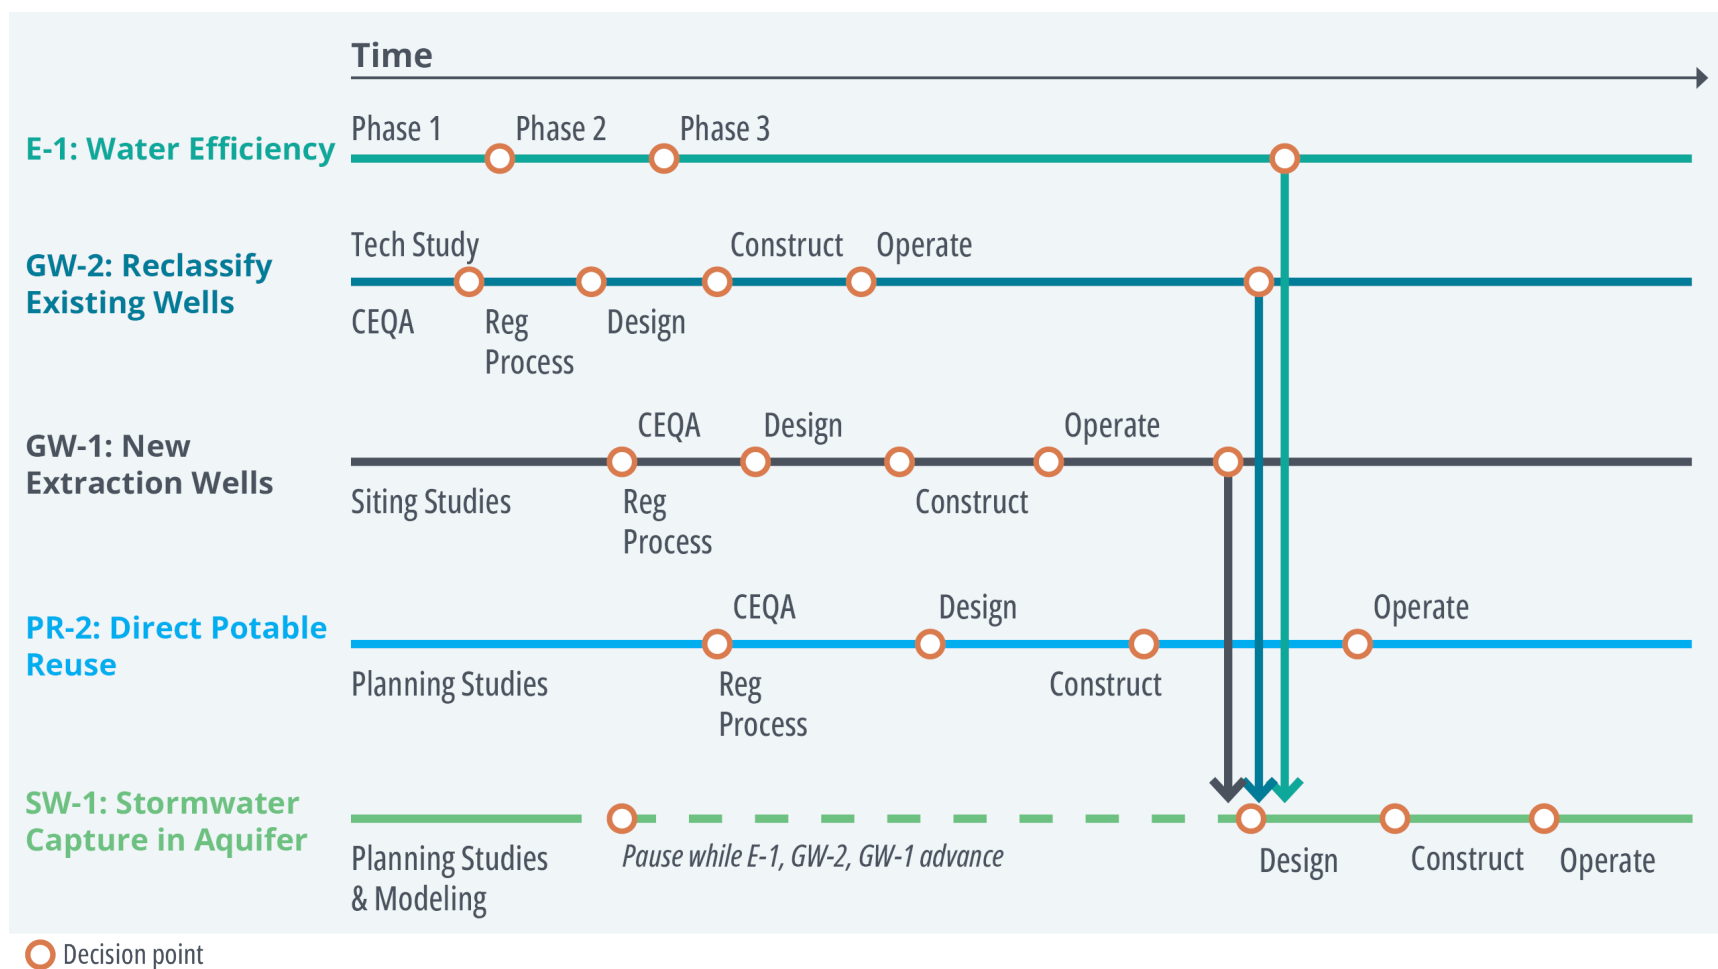 Time
Phase 1
Phase 2
Phase 3
E-1: Water Efficiency
Tech Study
Construct
Operate
GW-2: Reclassify
Existing Wells
CEQA
Reg
Process
Design
CEQA
Design
Operate
GW-1: New
Extraction Wells
Siting Studies
Reg
Process
Construct
CEQA
Design
Operate
PR-2: Direct Potable
Reuse
Planning Studies
Reg
Process
Construct
SW-1: Stormwater
Capture in Aquifer
Planning Studies
& Modeling
Pause while E-1, GW-2, GW-1 advance
Design
Construct
Operate
Decision point